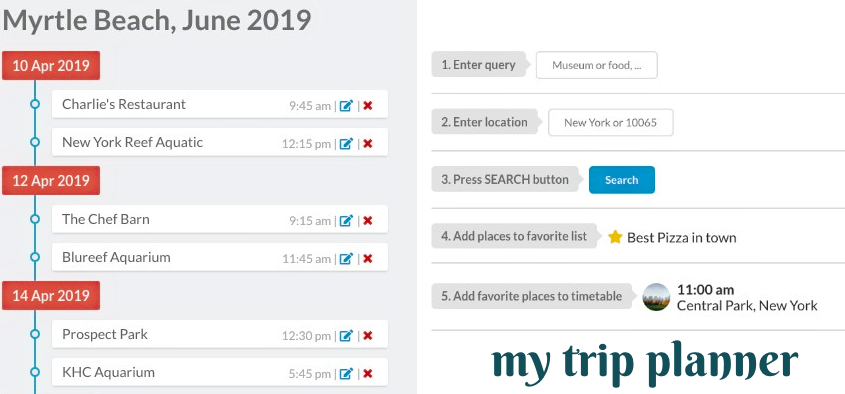 Myrtle Beach, June 2019
10 Apr 2019
Charlie's Restaurant 9:45 am | |
New York Reef Aquatic 12:15 pm | |
12 Apr 2019
The Chef Barn 9:15 am | |
Blureef Aquarium 11:45 am | |
14 Apr 2019
Prospect Park 12:30 pm | |
KHC Aquarium 5:45 pm | |
1. Enter query Museum or food, ...
2. Enter location New York or 10065
3. Press SEARCH button Search
4. Add places to favorite list Best Pizza in town
5. Add favorite places to timetable 11:00 am
Central Park, New York
my trip planner